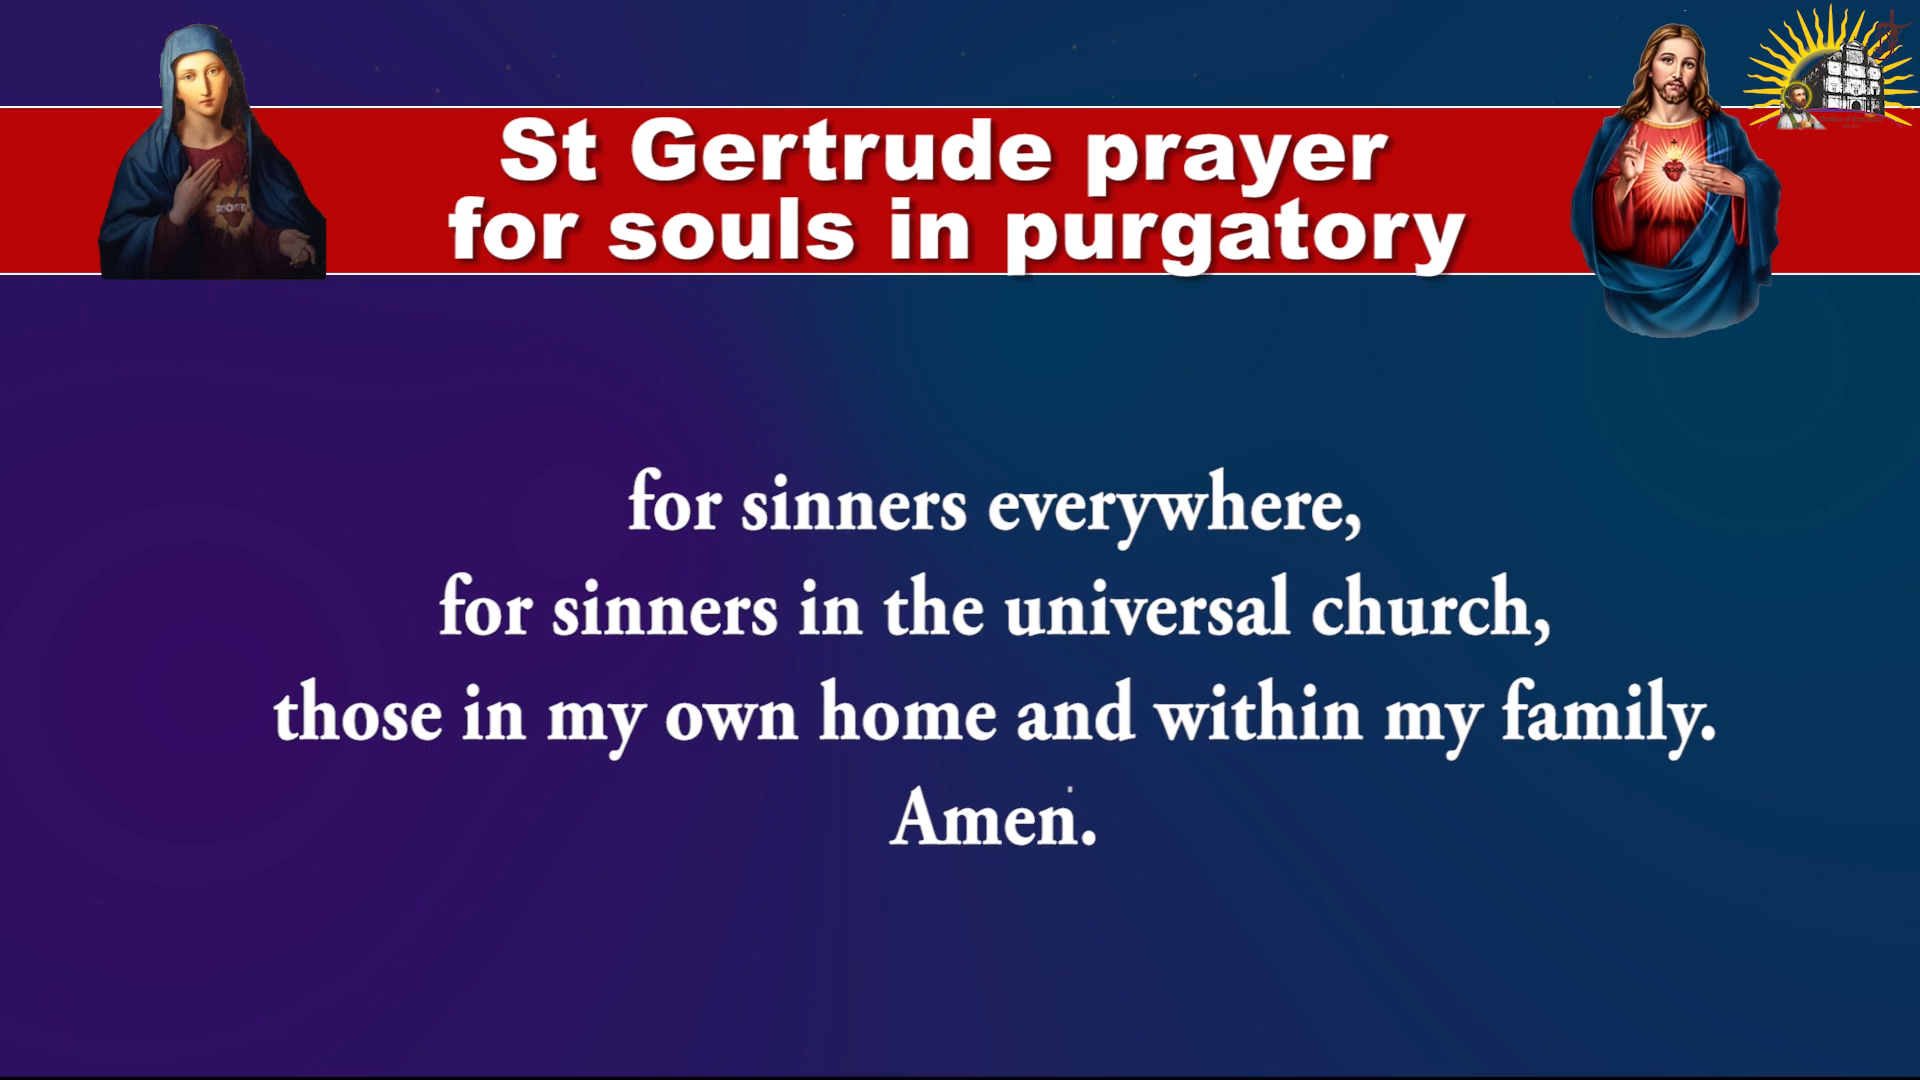 St Gertrude prayer
for souls in purgatory
for sinners everywhere,
for sinners in the universal church,
those in my own home and within my family.
Amen.